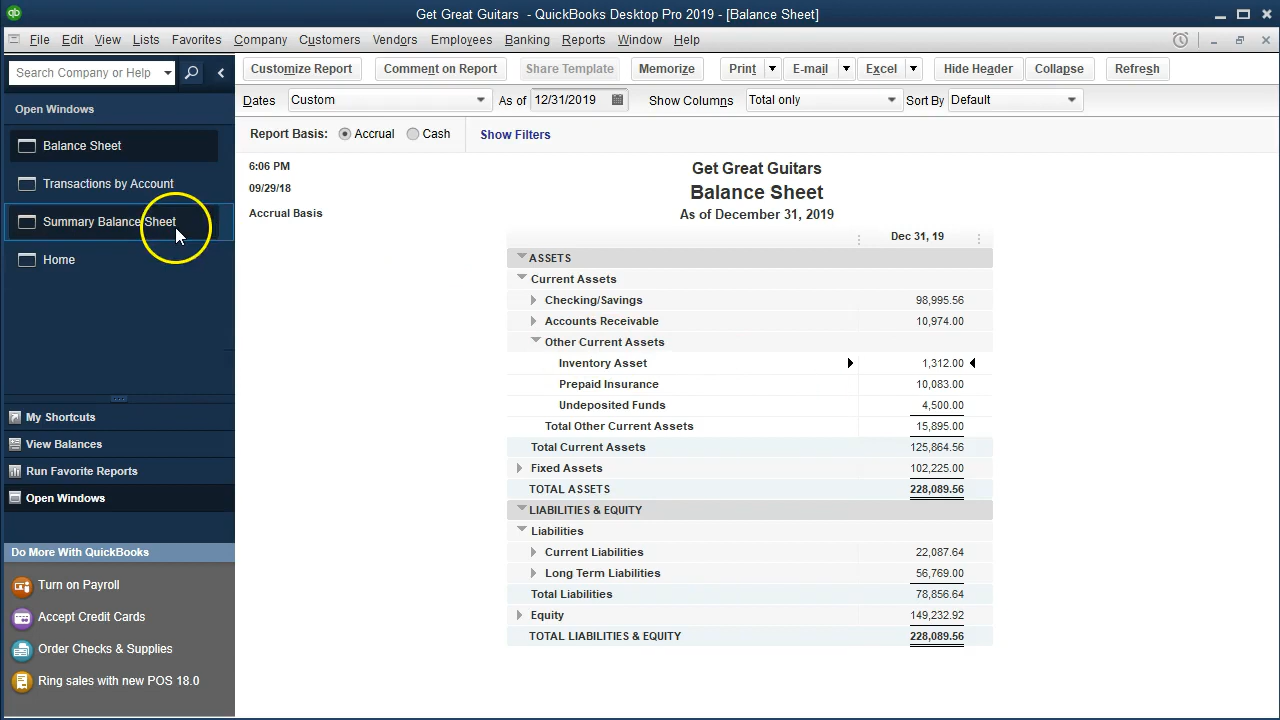 Get Great Guitars - QuickBooks Desktop Pro 2019 - [Balance Sheet]
File Edit View Lists Favorites Company Customers Vendors Employees Banking Reports Window Help
Search Company or Help
Customize Report Comment on Report Share Template Memorize Print E-mail Excel Hide Header Collapse Refresh
Dates Custom As of 12/31/2019 Show Columns Total only Sort By Default
Report Basis: Accrual Cash Show Filters
Open Windows
Balance Sheet
Transactions by Account
Summary Balance Sheet
Home
My Shortcuts
View Balances
Run Favorite Reports
Open Windows
Do More With QuickBooks
Turn on Payroll
Accept Credit Cards
Order Checks & Supplies
Ring sales with new POS 18.0
6:06 PM
09/29/18
Accrual Basis
Get Great Guitars
Balance Sheet
As of December 31, 2019
Dec 31, 19
ASSETS
Current Assets
Checking/Savings 98,995.56
Accounts Receivable 10,974.00
Other Current Assets
Inventory Asset 1,312.00
Prepaid Insurance 10,083.00
Undeposited Funds 4,500.00
Total Other Current Assets 15,895.00
Total Current Assets 125,864.56
Fixed Assets 102,225.00
TOTAL ASSETS 228,089.56
LIABILITIES & EQUITY
Liabilities
Current Liabilities 22,087.64
Long Term Liabilities 56,769.00
Total Liabilities 78,856.64
Equity 149,232.92
TOTAL LIABILITIES & EQUITY 228,089.56